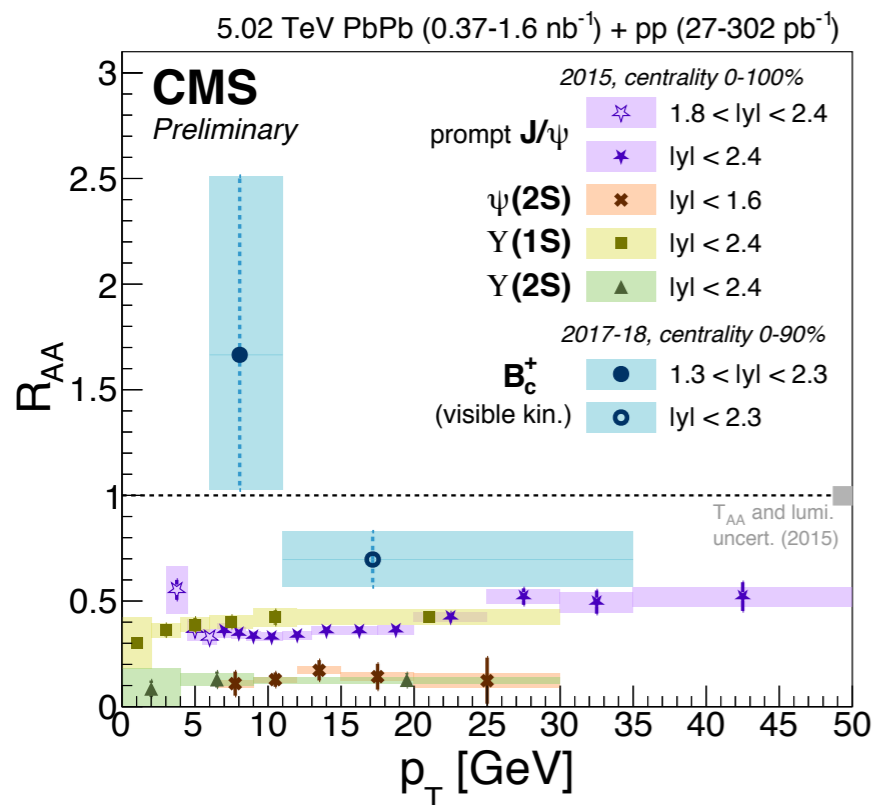 5.02 TeV PbPb (0.37-1.6 nb⁻¹) + pp (27-302 pb⁻¹)
CMS
Preliminary
2015, centrality 0-100%
prompt J/ψ
1.8 < |y| < 2.4
|y| < 2.4
ψ(2S) |y| < 1.6
Υ(1S) |y| < 2.4
Υ(2S) |y| < 2.4
2017-18, centrality 0-90%
B_c^+ 1.3 < |y| < 2.3
(visible kin.) |y| < 2.3
T_AA and lumi.
uncert. (2015)
R_AA
3
2.5
2
1.5
1
0.5
0
0 5 10 15 20 25 30 35 40 45 50
p_T [GeV]